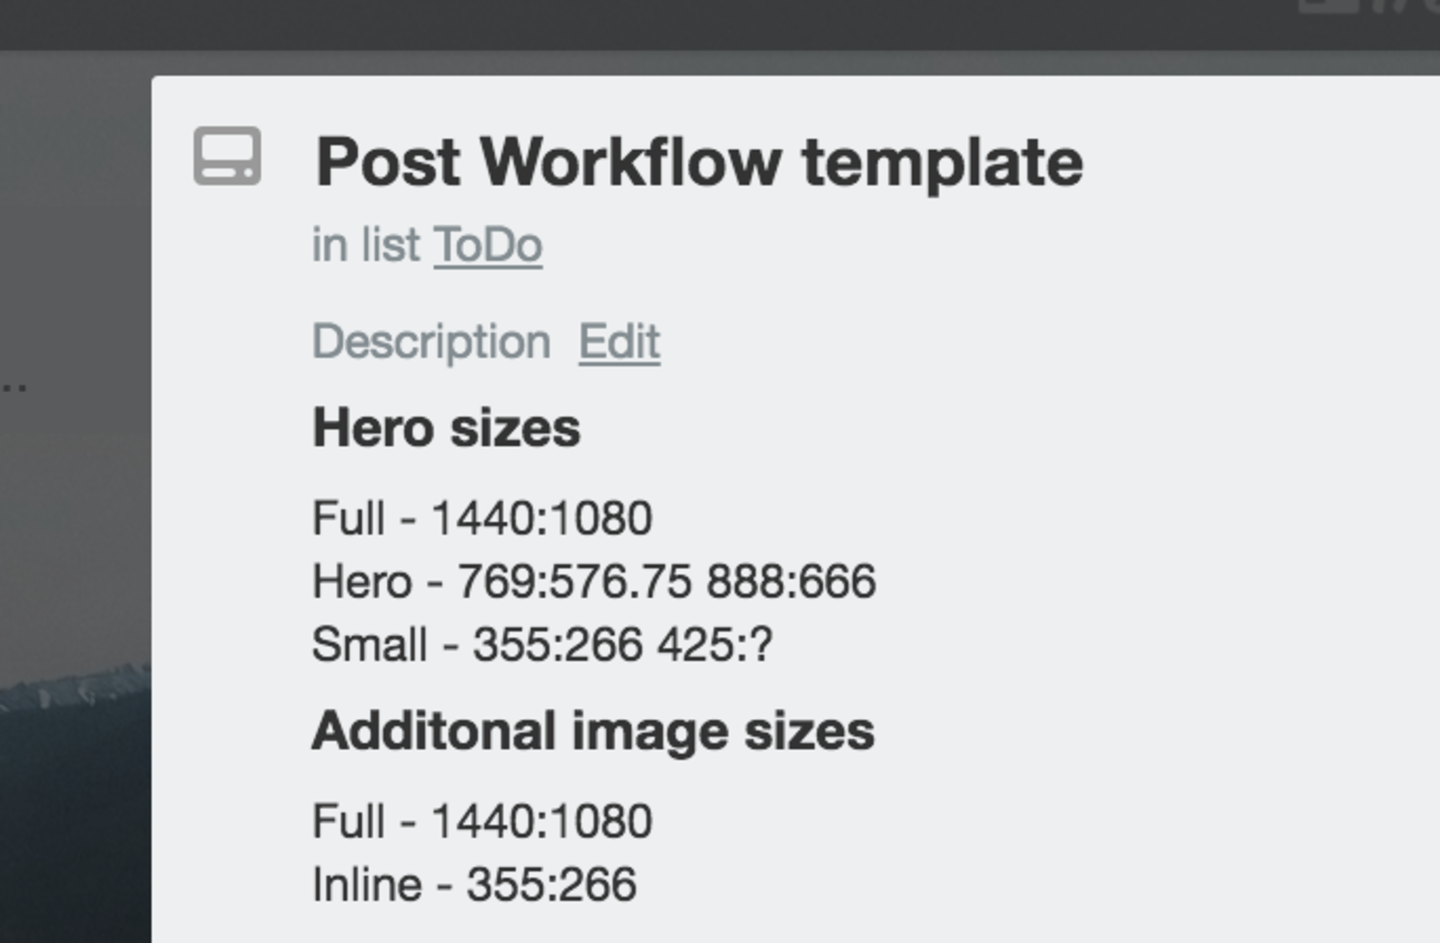 Post Workflow template
in list ToDo
Description Edit
Hero sizes
Full - 1440:1080
Hero - 769:576.75 888:666
Small - 355:266 425:?
Additonal image sizes
Full - 1440:1080
Inline - 355:266